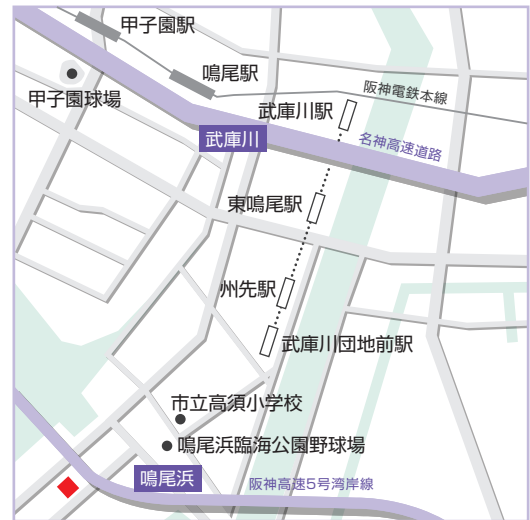 甲子園駅
鳴尾駅
阪神電鉄本線
甲子園球場
武庫川駅
武庫川
名神高速道路
東鳴尾駅
州先駅
武庫川団地前駅
市立高須小学校
鳴尾浜臨海公園野球場
鳴尾浜
阪神高速5号湾岸線